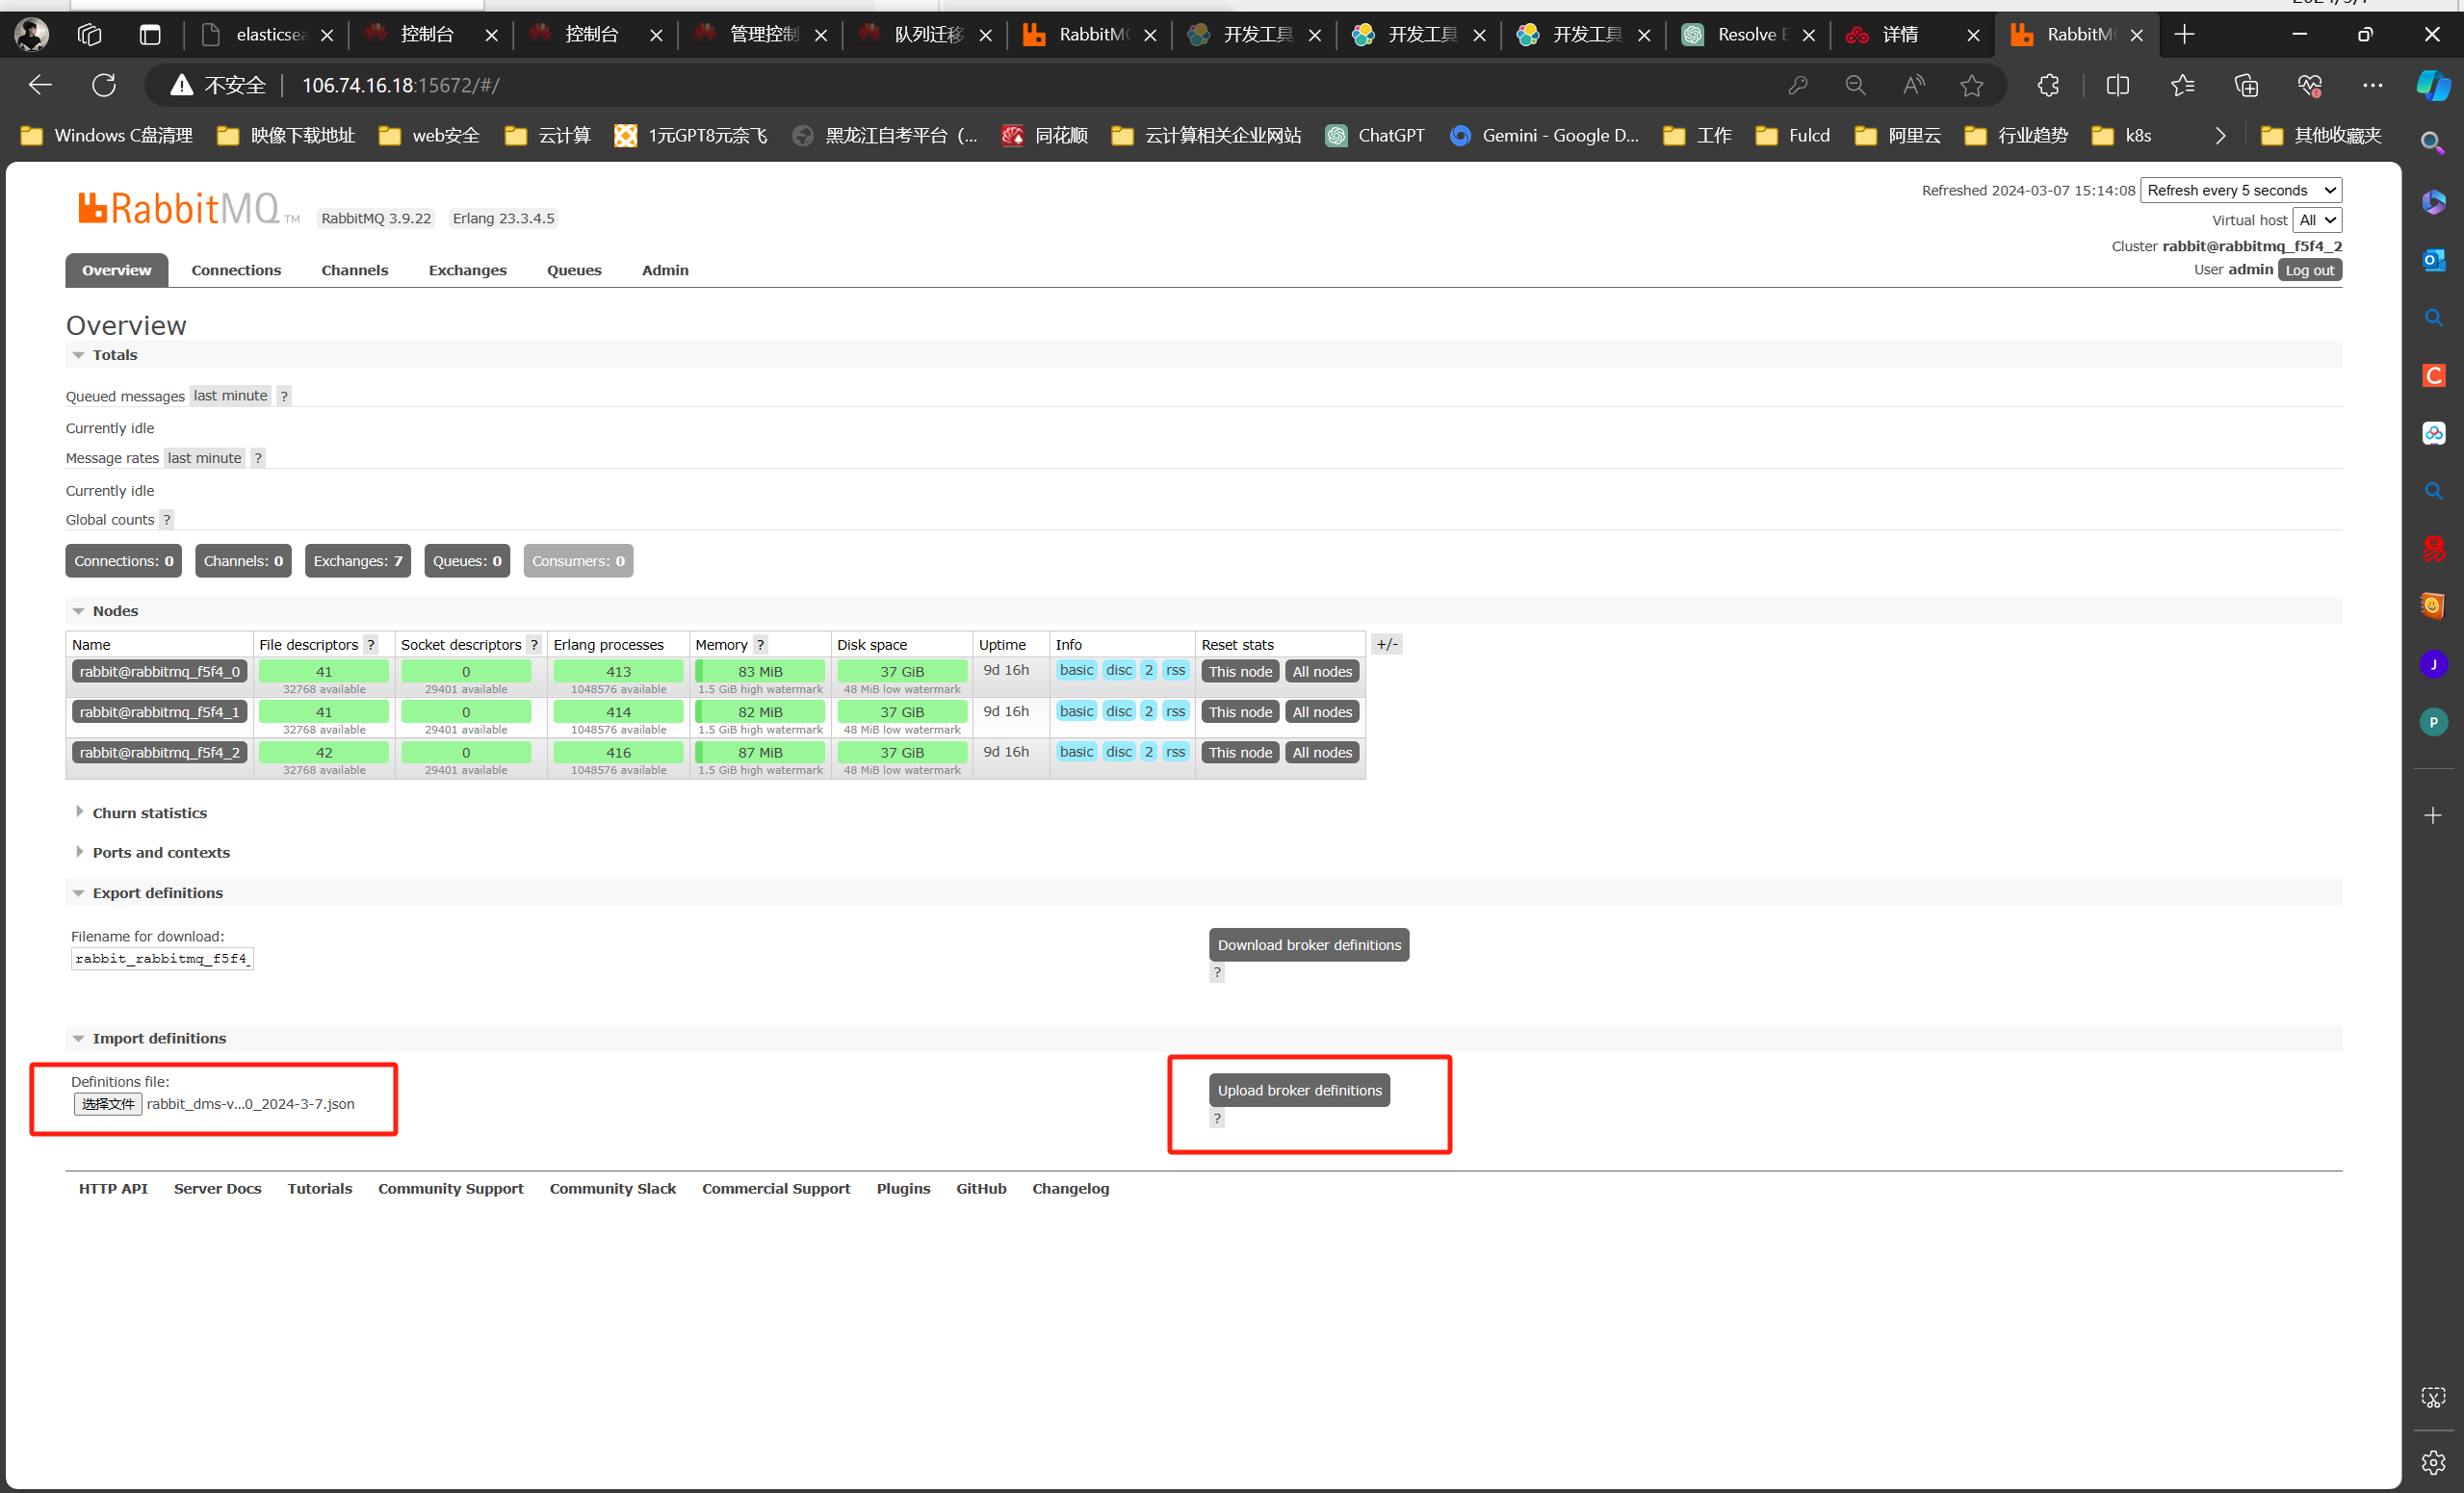 elasticsea
控制台
控制台
管理控制
队列迁移
RabbitM
开发工具
开发工具
开发工具
Resolve E
详情
RabbitM
不安全
106.74.16.18:15672/#/
Windows C盘清理
映像下载地址
web安全
云计算
1元GPT8元奈飞
黑龙江自考平台（...
同花顺
云计算相关企业网站
ChatGPT
Gemini - Google D...
工作
Fulcd
阿里云
行业趋势
k8s
其他收藏夹
RabbitMQ TM
RabbitMQ 3.9.22
Erlang 23.3.4.5
Refreshed 2024-03-07 15:14:08 Refresh every 5 seconds
Virtual host All
Cluster rabbit@rabbitmq_f5f4_2
User admin Log out
Overview Connections Channels Exchanges Queues Admin
Overview
Totals
Queued messages last minute ?
Currently idle
Message rates last minute ?
Currently idle
Global counts ?
Connections: 0 Channels: 0 Exchanges: 7 Queues: 0 Consumers: 0
Nodes
Name File descriptors ? Socket descriptors ? Erlang processes Memory ? Disk space Uptime Info Reset stats +/-
rabbit@rabbitmq_f5f4_0 41 0 413 83 MiB 37 GiB 9d 16h basic disc 2 rss This node All nodes
32768 available 29401 available 1048576 available 1.5 GiB high watermark 48 MiB low watermark
rabbit@rabbitmq_f5f4_1 41 0 414 82 MiB 37 GiB 9d 16h basic disc 2 rss This node All nodes
32768 available 29401 available 1048576 available 1.5 GiB high watermark 48 MiB low watermark
rabbit@rabbitmq_f5f4_2 42 0 416 87 MiB 37 GiB 9d 16h basic disc 2 rss This node All nodes
32768 available 29401 available 1048576 available 1.5 GiB high watermark 48 MiB low watermark
Churn statistics
Ports and contexts
Export definitions
Filename for download:
rabbit_rabbitmq_f5f4_
Download broker definitions
?
Import definitions
Definitions file:
选择文件 rabbit_dms-v...0_2024-3-7.json
Upload broker definitions
?
HTTP API Server Docs Tutorials Community Support Community Slack Commercial Support Plugins GitHub Changelog